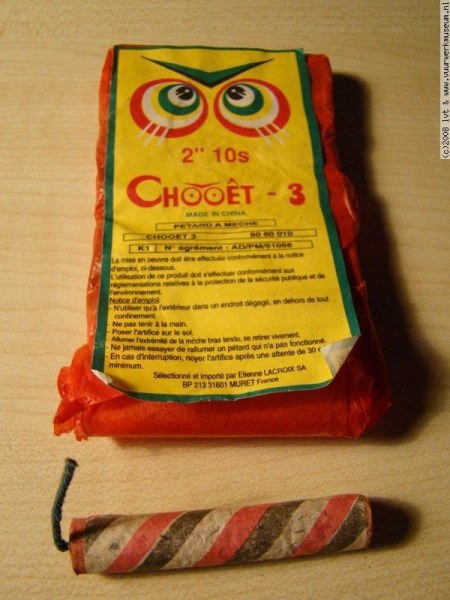 2" 10s
CHOOÊT - 3
MADE IN CHINA.
PETARD A MECHE
CHOOET 3 60 60 010
K1 N° agrément : AD/PM/S1056
La mise en oeuvre doit être effectuée conformément à la notice
d'emploi, ci-dessous.
L'utilisation de ce produit doit s'effectuer conformément aux
réglementations relatives à la protection de la sécurité publique et de
l'environnement.
Notice d'emploi:
- N'utiliser qu'à l'extérieur dans un endroit dégagé, en dehors de tout
confinement.
- Ne pas tenir à la main.
- Poser l'artifice sur le sol.
- Allumer l'extrémité de la mèche bras tendu, se retirer vivement.
- Ne jamais essayer de rallumer un pétard qui n'a pas fonctionné.
- En cas d'interruption, noyer l'artifice après une attente de 30
minimum.
Sélectionné et importé par Etienne LACROIX SA
BP 213 31601 MURET France
(c)2008 lvt & www.vuurwerkmuseum.nl